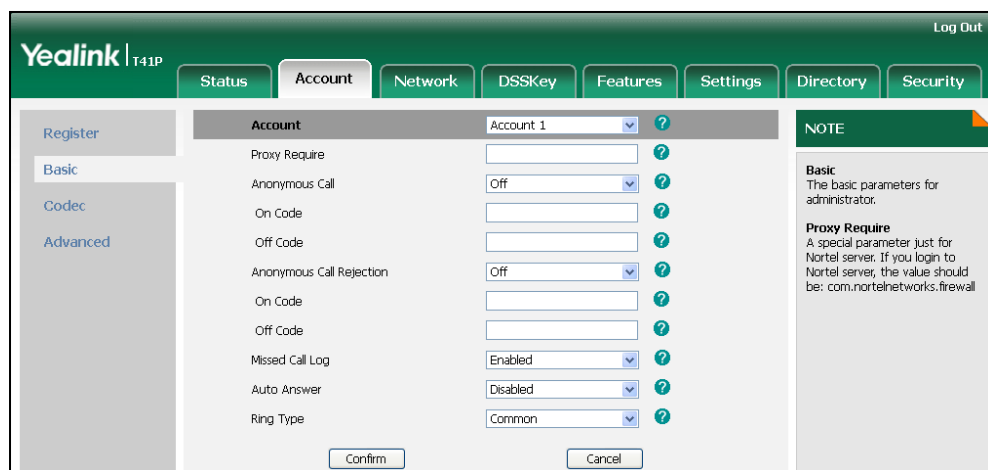 Log Out
Yealink T41P
Status Account Network DSSKey Features Settings Directory Security
Register
Basic
Codec
Advanced
Account Account 1 ?
Proxy Require ?
Anonymous Call Off ?
On Code ?
Off Code ?
Anonymous Call Rejection Off ?
On Code ?
Off Code ?
Missed Call Log Enabled ?
Auto Answer Disabled ?
Ring Type Common ?
Confirm Cancel
NOTE
Basic
The basic parameters for
administrator.
Proxy Require
A special parameter just for
Nortel server. If you login to
Nortel server, the value should
be: com.nortelnetworks.firewall